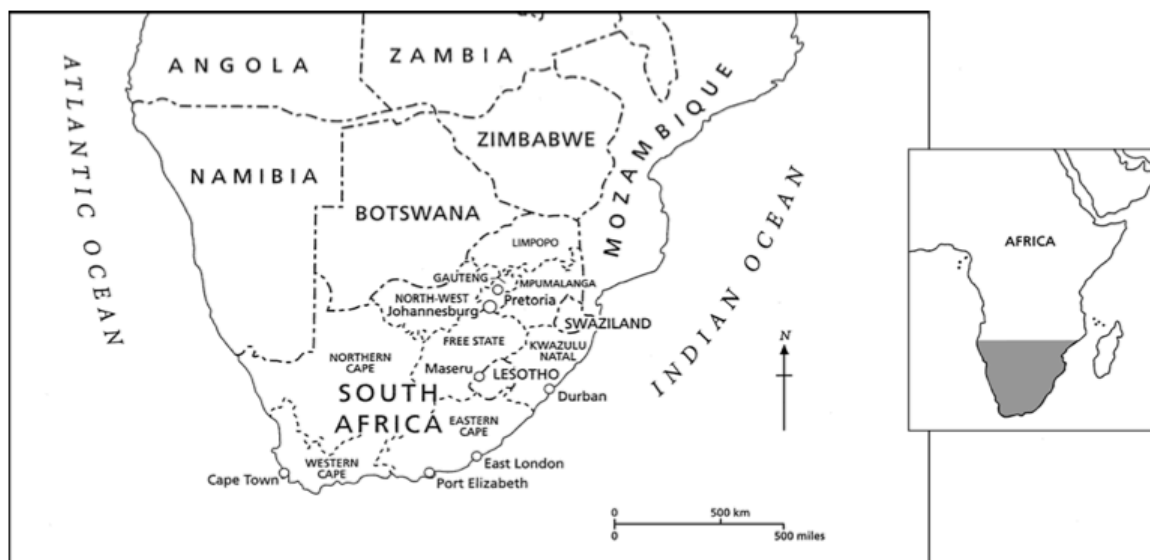 ATLANTIC OCEAN
ANGOLA
ZAMBIA
ZIMBABWE
MOZAMBIQUE
NAMIBIA
BOTSWANA
INDIAN OCEAN
LIMPOPO
GAUTENG
MPUMALANGA
NORTH-WEST
Pretoria
Johannesburg
SWAZILAND
FREE STATE
KWAZULU
NATAL
NORTHERN
CAPE
Maseru
LESOTHO
SOUTH
AFRICA
Durban
EASTERN
CAPE
WESTERN
CAPE
East London
Cape Town
Port Elizabeth
N
0
500 km
0
500 miles
AFRICA